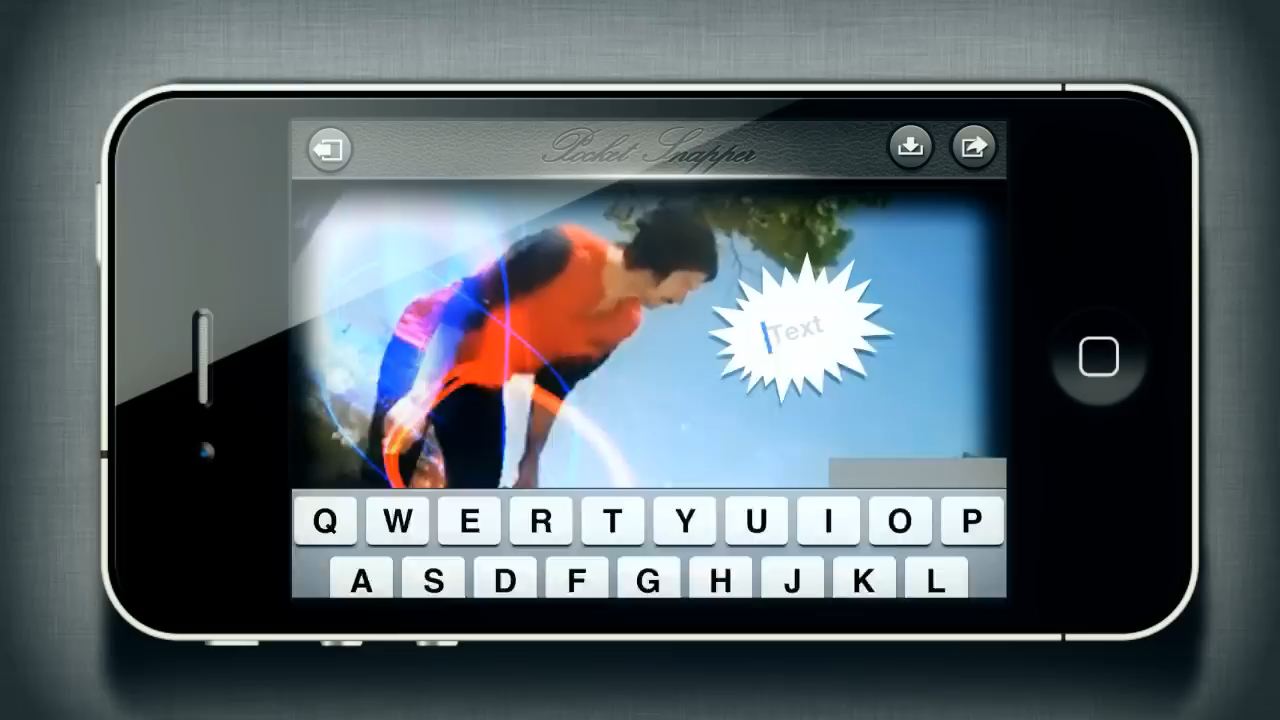 Pocket Snapper
Text
Q W E R T Y U I O P
A S D F G H J K L